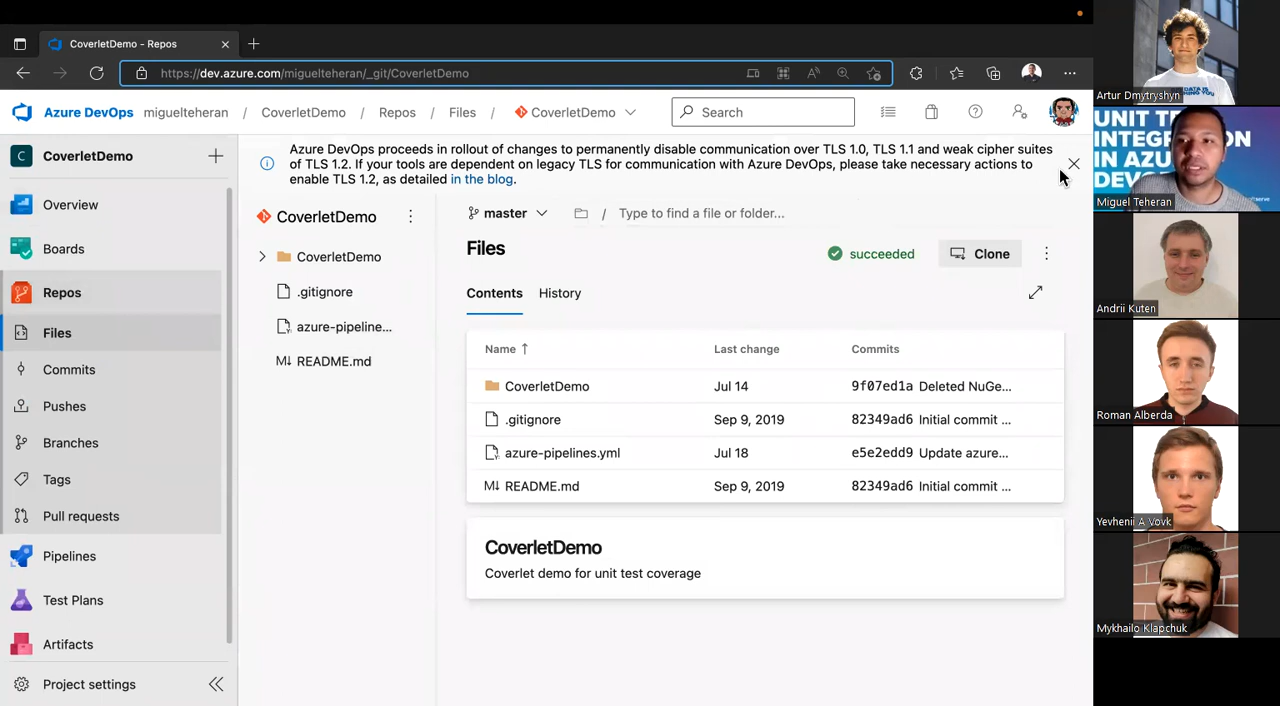 CoverletDemo - Repos
https://dev.azure.com/miguelteheran/_git/CoverletDemo
Azure DevOps miguelteheran / CoverletDemo / Repos / Files / CoverletDemo
Search
C CoverletDemo
Overview
Boards
Repos
Files
Commits
Pushes
Branches
Tags
Pull requests
Pipelines
Test Plans
Artifacts
Project settings
Azure DevOps proceeds in rollout of changes to permanently disable communication over TLS 1.0, TLS 1.1 and weak cipher suites
of TLS 1.2. If your tools are dependent on legacy TLS for communication with Azure DevOps, please take necessary actions to
enable TLS 1.2, as detailed in the blog.
CoverletDemo
CoverletDemo
.gitignore
azure-pipeline...
README.md
master / Type to find a file or folder...
Files
succeeded
Clone
Contents History
Name Last change Commits
CoverletDemo Jul 14 9f07ed1a Deleted NuGe...
.gitignore Sep 9, 2019 82349ad6 Initial commit ...
azure-pipelines.yml Jul 18 e5e2edd9 Update azure...
README.md Sep 9, 2019 82349ad6 Initial commit ...
CoverletDemo
Coverlet demo for unit test coverage
Artur Dmytryshyn
UNIT
IN AZU
Miguel Teheran
Andrii Kuten
Roman Alberda
Yevhenii A Vovk
Mykhailo Klapchuk